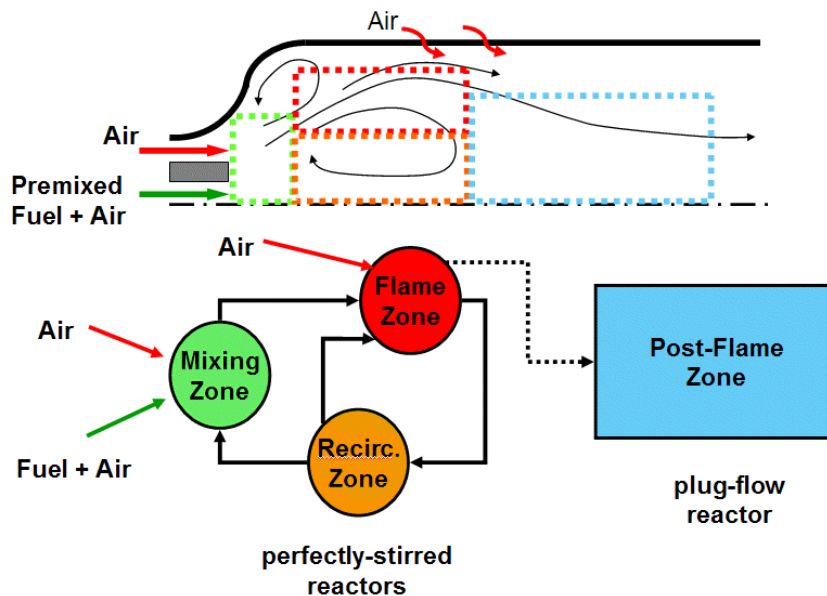 Air
Air
Premixed
Fuel + Air
Air
Flame
Zone
Air
Mixing
Zone
Post-Flame
Zone
Fuel + Air
Recirc.
Zone
plug-flow
reactor
perfectly-stirred
reactors